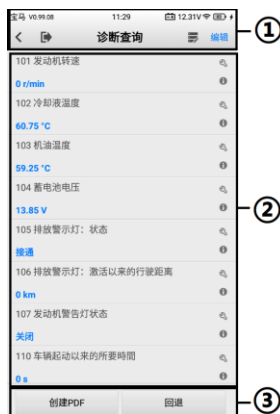 宝马 V0.99.08 11:29 12.31V
诊断查询 编辑
①
101 发动机转速
0 r/min
102 冷却液温度
60.75 °C
103 机油温度
59.25 °C
104 蓄电池电压
13.85 V
②
105 排放警示灯：状态
接通
106 排放警示灯：激活以来的行驶距离
0 km
107 发动机警告灯状态
关闭
110 车辆起动以来的所要時間
0 s
创建PDF 回退
③